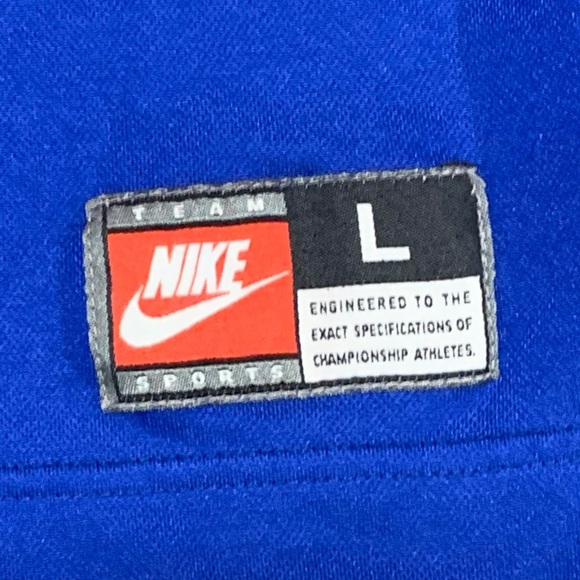 TEAM
NIKE
SPORTS
L
ENGINEERED TO THE
EXACT SPECIFICATIONS OF
CHAMPIONSHIP ATHLETES.